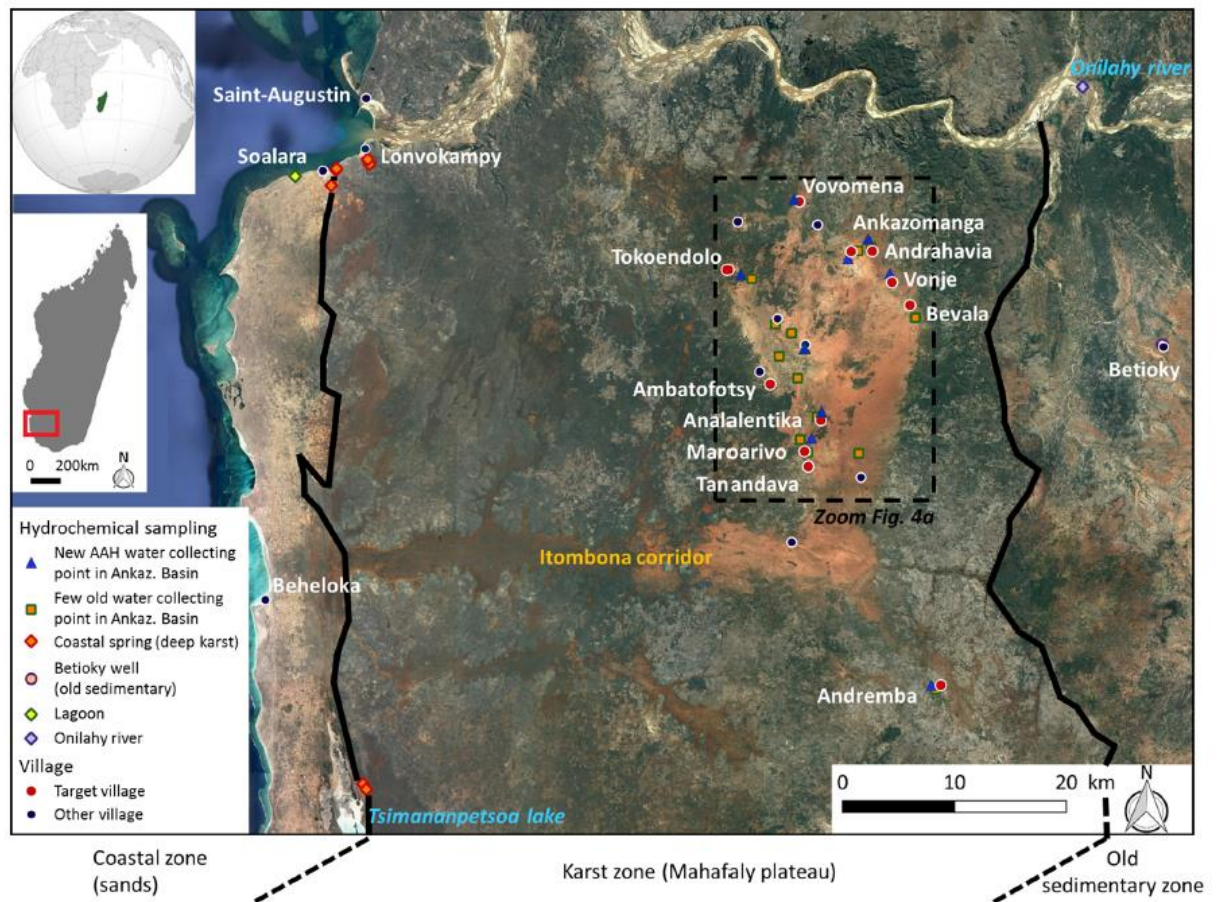 Onilahy river
Saint-Augustin
Soalara
Lonvokampy
Vovomena
Ankazomanga
Tokoendolo
Andrahavia
Vonje
Bevala
Betioky
Ambatofotsy
Analalentika
Maroarivo
Tanandava
Zoom Fig. 4a
Itombona corridor
Beheloka
Andremba
Tsimananpetsoa lake
0 200km
N
Hydrochemical sampling
New AAH water collecting
point in Ankaz. Basin
Few old water collecting
point in Ankaz. Basin
Coastal spring (deep karst)
Betioky well
(old sedimentary)
Lagoon
Onilahy river
Village
Target village
Other village
0 10 20 km
N
Coastal zone
(sands)
Karst zone (Mahafaly plateau)
Old
sedimentary zone